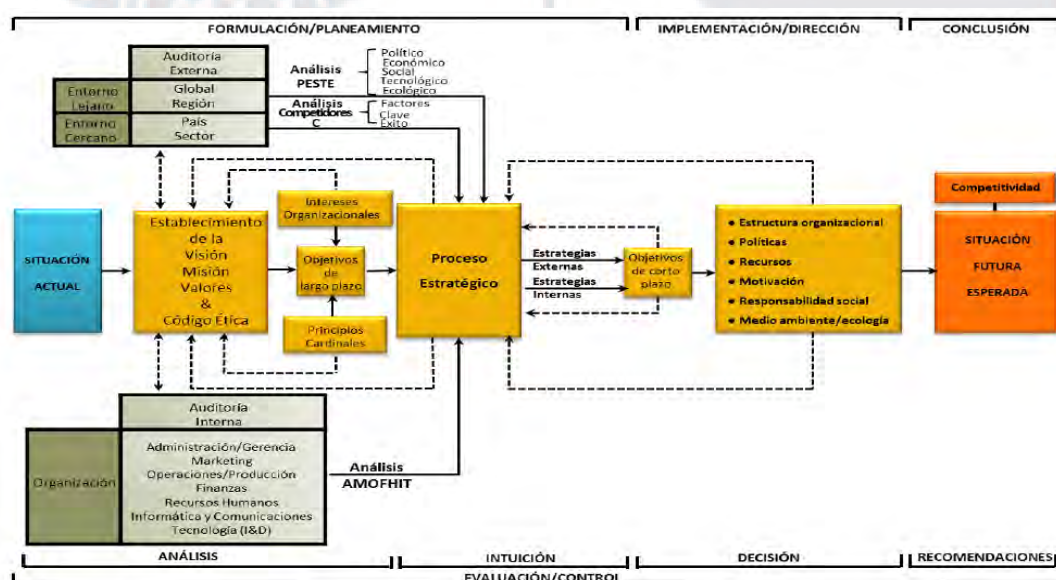 FORMULACIÓN/PLANEAMIENTO
IMPLEMENTACIÓN/DIRECCIÓN
CONCLUSIÓN
Auditoría
Externa
Entorno
Lejano
Global
Región
Entorno
Cercano
País
Sector
Análisis
PESTE
Político
Económico
Social
Tecnológico
Ecológico
Análisis
Competidores
C
Factores
Clave
Éxito
SITUACIÓN
ACTUAL
Establecimiento
de la
Visión
Misión
Valores
&
Código Ética
Intereses
Organizacionales
Objetivos
de
largo plazo
Principios
Cardinales
Proceso
Estratégico
Estrategias
Externas
Estrategias
Internas
Objetivos
de corto
plazo
• Estructura organizacional
• Políticas
• Recursos
• Motivación
• Responsabilidad social
• Medio ambiente/ecología
Competitividad
SITUACIÓN
FUTURA
ESPERADA
Auditoría
Interna
Organización
Administración/Gerencia
Marketing
Operaciones/Producción
Finanzas
Recursos Humanos
Informática y Comunicaciones
Tecnología (I&D)
Análisis
AMOFHIT
ANÁLISIS
INTUICIÓN
DECISIÓN
RECOMENDACIONES
EVALUACIÓN/CONTROL